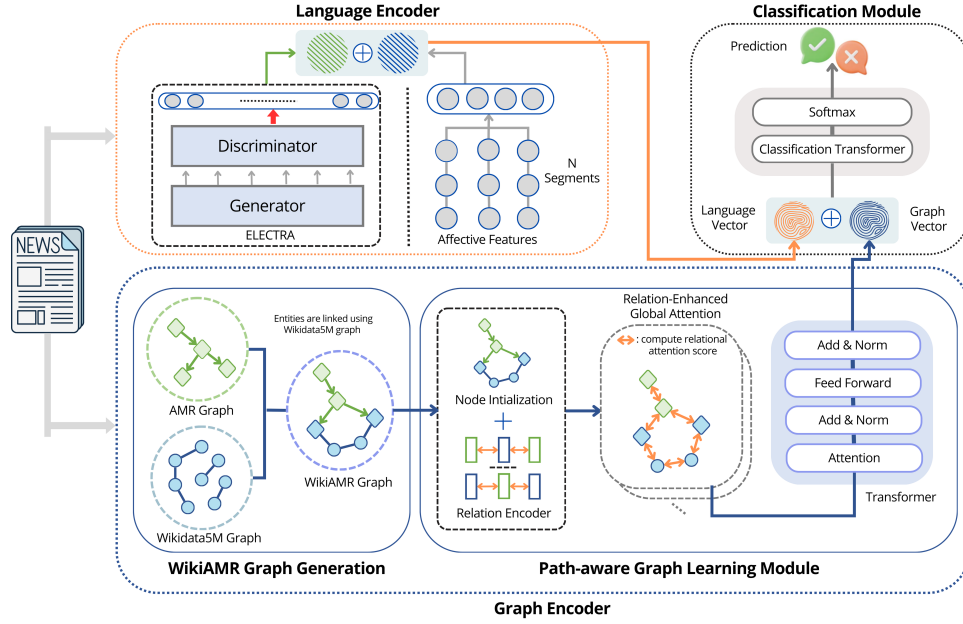 Language Encoder
Classification Module
Prediction
Softmax
Classification Transformer
Discriminator
Generator
ELECTRA
N
Segments
Affective Features
Language
Vector
Graph
Vector
NEWS
Entities are linked using
Wikidata5M graph
AMR Graph
WikiAMR Graph
Wikidata5M Graph
WikiAMR Graph Generation
Node Intialization
Relation Encoder
Relation-Enhanced
Global Attention
: compute relational
attention score
Add & Norm
Feed Forward
Add & Norm
Attention
Transformer
Path-aware Graph Learning Module
Graph Encoder